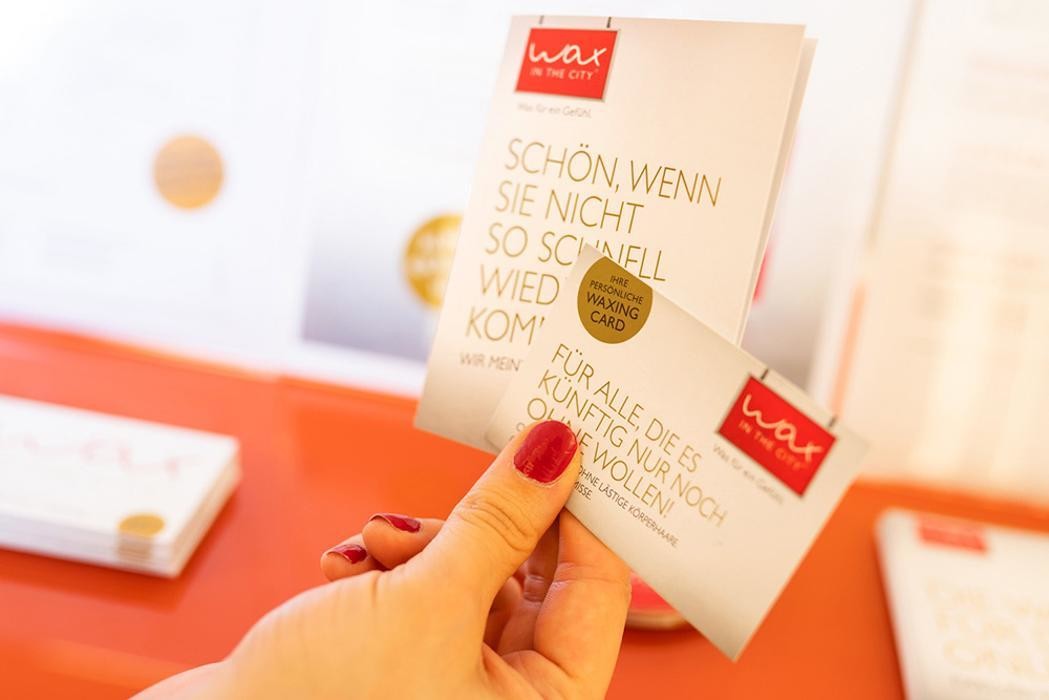 wax
IN THE CITY
Was für ein Gefühl.
SCHÖN, WENN
SIE NICHT
SO SCHNELL
WIED
KOM
WIR MEIN
IHRE
PERSÖNLICHE
WAXING
CARD
FÜR ALLE, DIE ES
KÜNFTIG NUR NOCH
OHNE WOLLEN!
OHNE LÄSTIGE KÖRPERHAARE.
wax
IN THE CITY
Was für ein Gefühl.